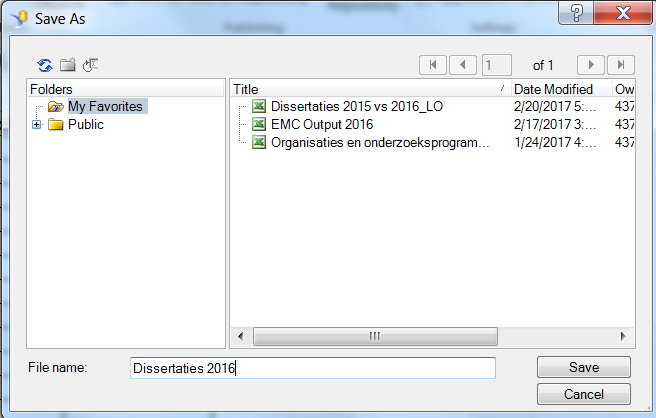 Save As
Publishing
Settings
1 of 1
Folders
My Favorites
Public
Title Date Modified Ow
Dissertaties 2015 vs 2016_LO 2/20/2017 5:... 437
EMC Output 2016 2/17/2017 3:... 437
Organisaties en onderzoeksprogram... 1/24/2017 4:... 437
File name: Dissertaties 2016 Save
Cancel